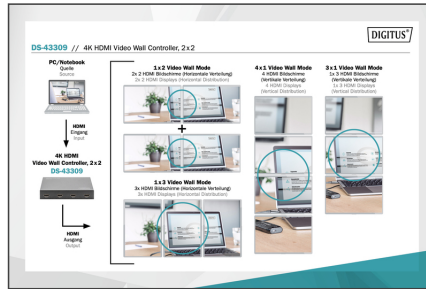 DIGITUS®
DS-43309 // 4K HDMI Video Wall Controller, 2x2
PC/Notebook
Quelle
Source
HDMI
Eingang
Input
4K HDMI
Video Wall Controller, 2x2
DS-43309
HDMI
Ausgang
Output
1x2 Video Wall Mode
2x 2 HDMI Bildschirme (Horizontale Verteilung)
2x 2 HDMI Displays (Horizontal Distribution)
+
1x3 Video Wall Mode
3x HDMI Bildschirme (Horizontale Verteilung)
3x HDMI Displays (Horizontal Distribution)
4x1 Video Wall Mode
4 HDMI Bildschirme
(Vertikale Verteilung)
4 HDMI Displays
(Vertical Distribution)
3x1 Video Wall Mode
1x 3 HDMI Bildschirme
(Vertikale Verteilung)
1x 3 HDMI Displays
(Vertical Distribution)